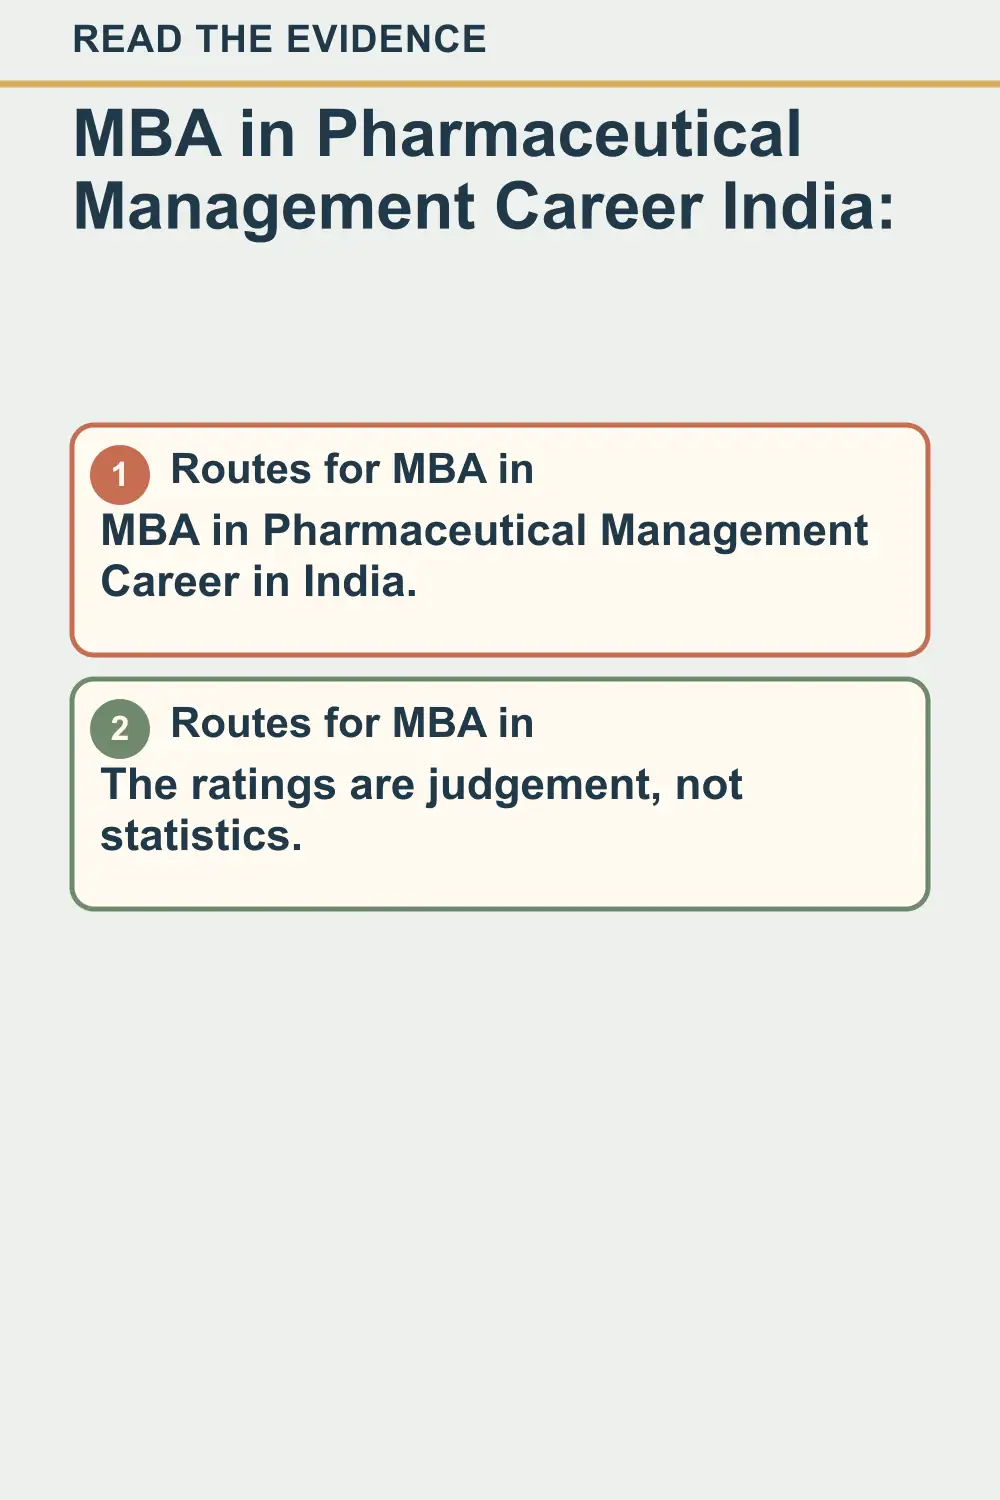 READ THE EVIDENCE
MBA in Pharmaceutical
Management Career India:
1 Routes for MBA in
MBA in Pharmaceutical Management
Career in India.
2 Routes for MBA in
The ratings are judgement, not
statistics.